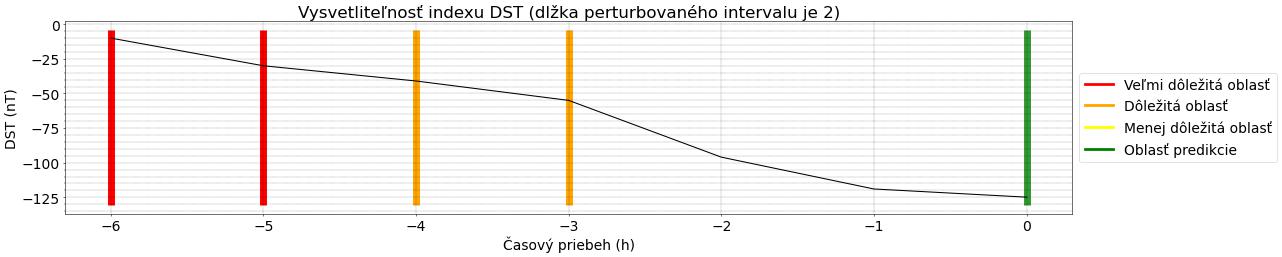 Vysvetliteľnosť indexu DST (dĺžka perturbovaného intervalu je 2)
DST (nT)
0
−25
−50
−75
−100
−125
−6
−5
−4
−3
−2
−1
0
Časový priebeh (h)
Veľmi dôležitá oblasť
Dôležitá oblasť
Menej dôležitá oblasť
Oblasť predikcie